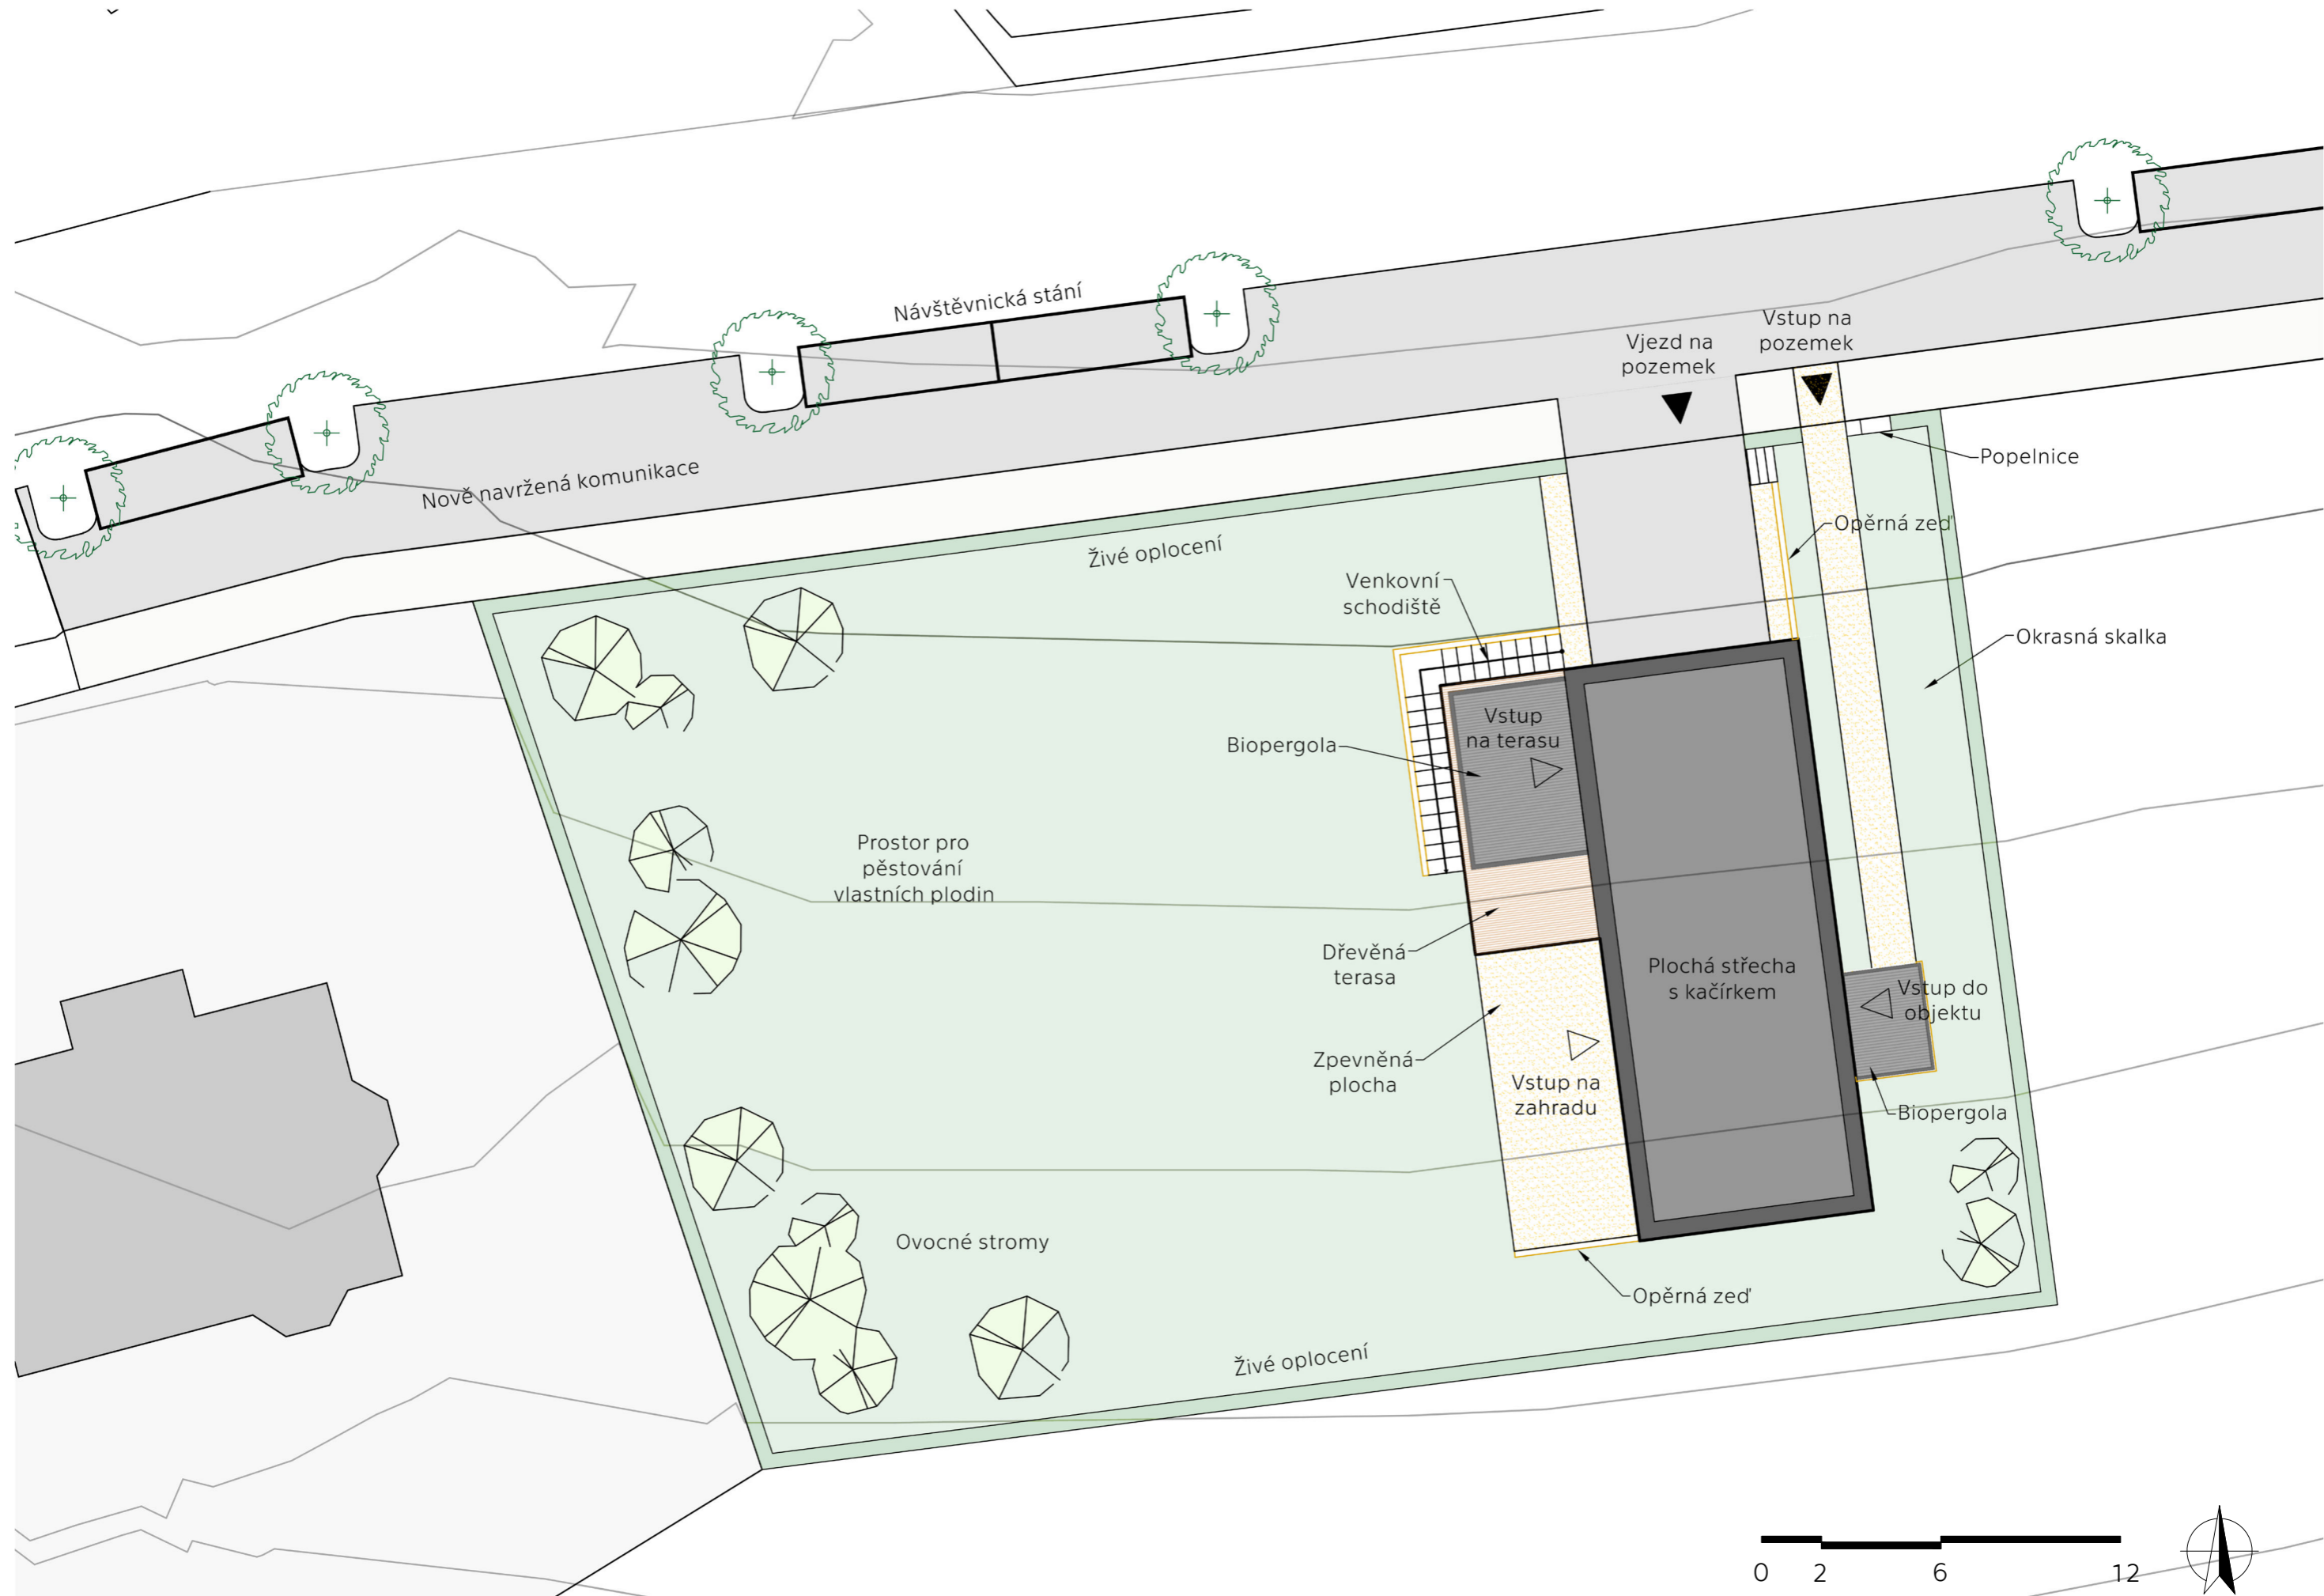 Návštěvnická stání
Vstup na
pozemek
Vjezd na
pozemek
Nově navržená komunikace
Popelnice
Opěrná zeď
Živé oplocení
Venkovní
schodiště
Okrasná skalka
Vstup
na terasu
Biopergola
Prostor pro
pěstování
vlastních plodin
Dřevěná
terasa
Plochá střecha
s kačírkem
Vstup do
objektu
Zpevněná
plocha
Vstup na
zahradu
Biopergola
Ovocné stromy
Opěrná zeď
Živé oplocení
0 2 6 12